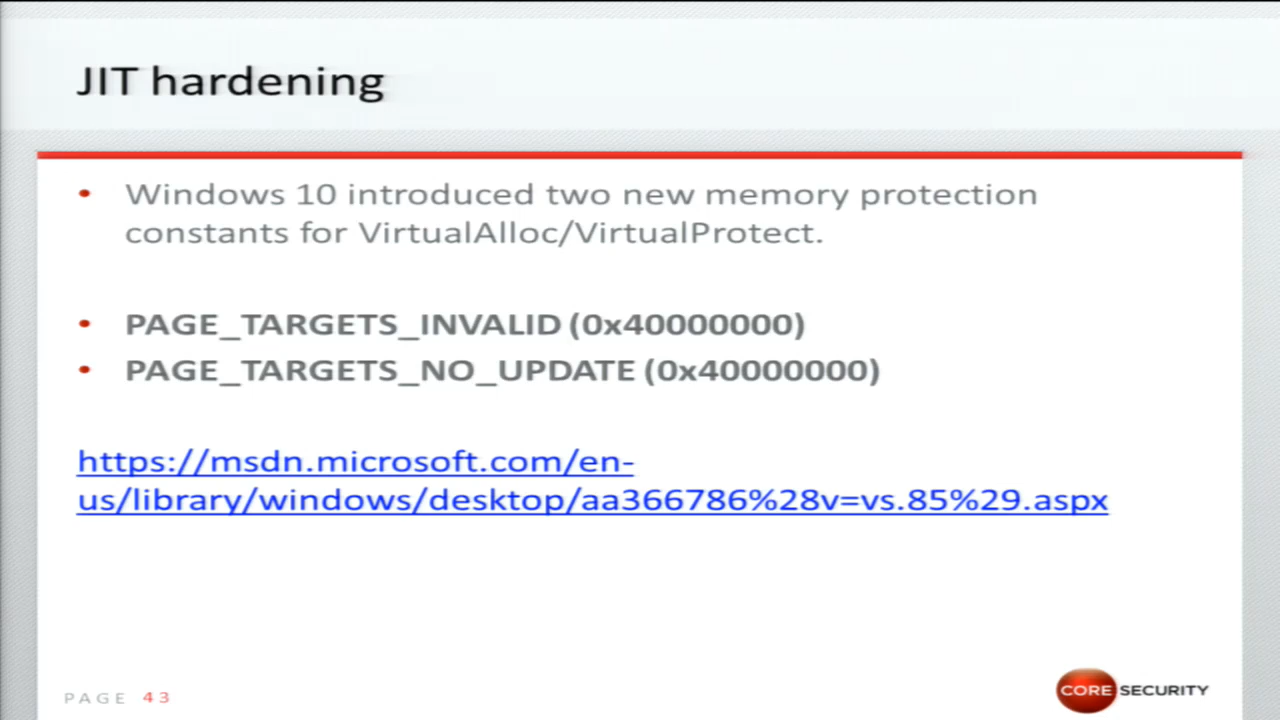 JIT hardening
• Windows 10 introduced two new memory protection
constants for VirtualAlloc/VirtualProtect.
• PAGE_TARGETS_INVALID (0x40000000)
• PAGE_TARGETS_NO_UPDATE (0x40000000)
https://msdn.microsoft.com/en-
us/library/windows/desktop/aa366786%28v=vs.85%29.aspx
PAGE 43
CORE SECURITY